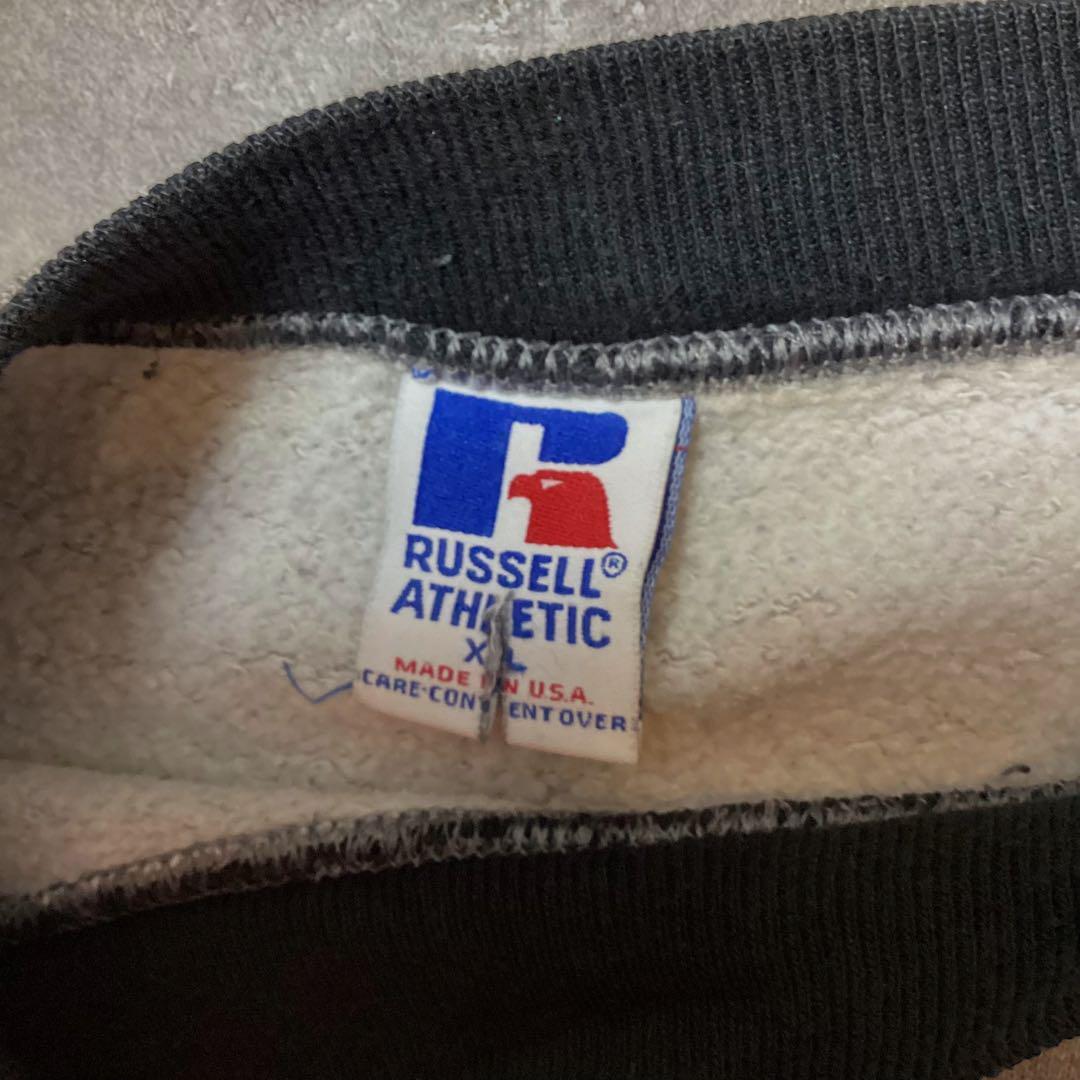 RUSSELL®
ATHLETIC
XL
MADE IN U.S.A.
CARE·CONTENT OVER